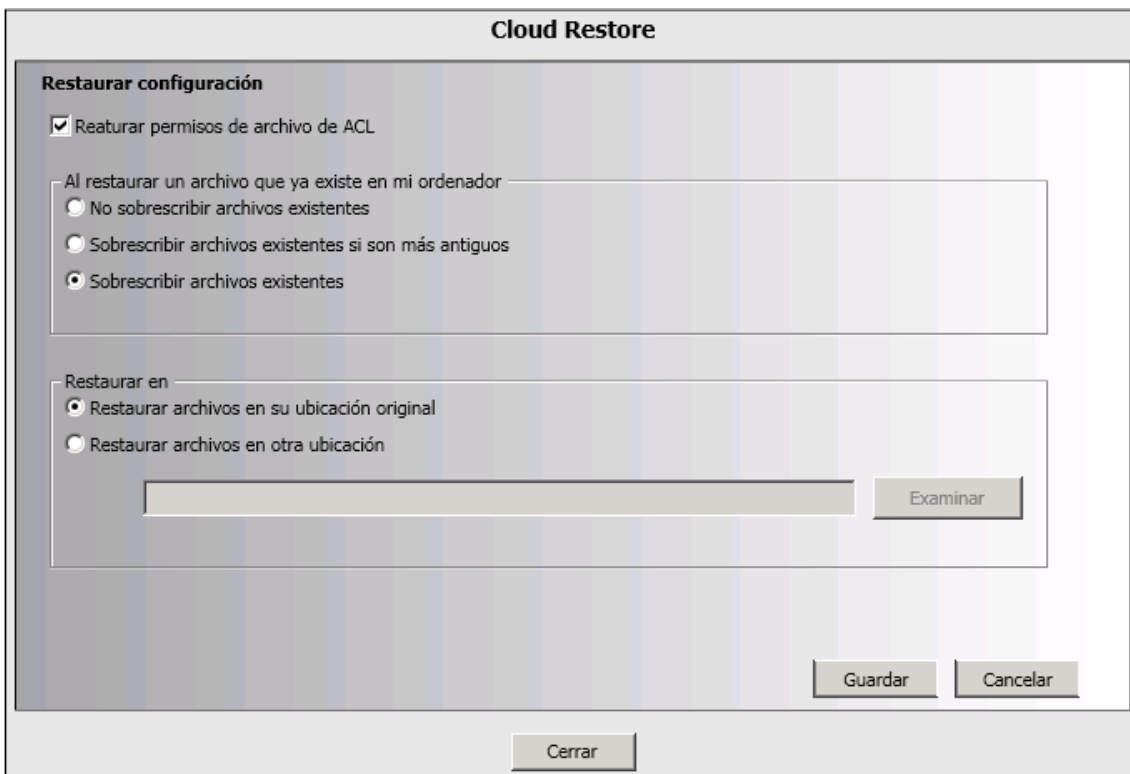 Cloud Restore
Restaurar configuración
Reaturar permisos de archivo de ACL
Al restaurar un archivo que ya existe en mi ordenador
No sobrescribir archivos existentes
Sobrescribir archivos existentes si son más antiguos
Sobrescribir archivos existentes
Restaurar en
Restaurar archivos en su ubicación original
Restaurar archivos en otra ubicación
Examinar
Guardar Cancelar
Cerrar